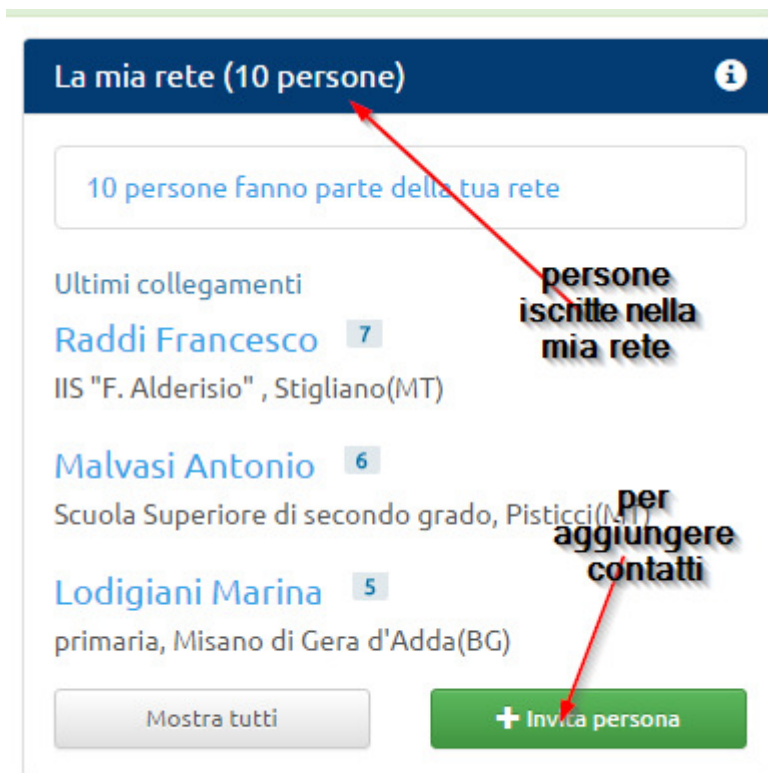 La mia rete (10 persone)
10 persone fanno parte della tua rete
persone
iscritte nella
mia rete
Ultimi collegamenti
Raddi Francesco 7
IIS "F. Alderisio" , Stigliano(MT)
Malvasi Antonio 6
Scuola Superiore di secondo grado, Pisticci(MT)
per
aggiungere
contatti
Lodigiani Marina 5
primaria, Misano di Gera d'Adda(BG)
Mostra tutti
+ Invita persona